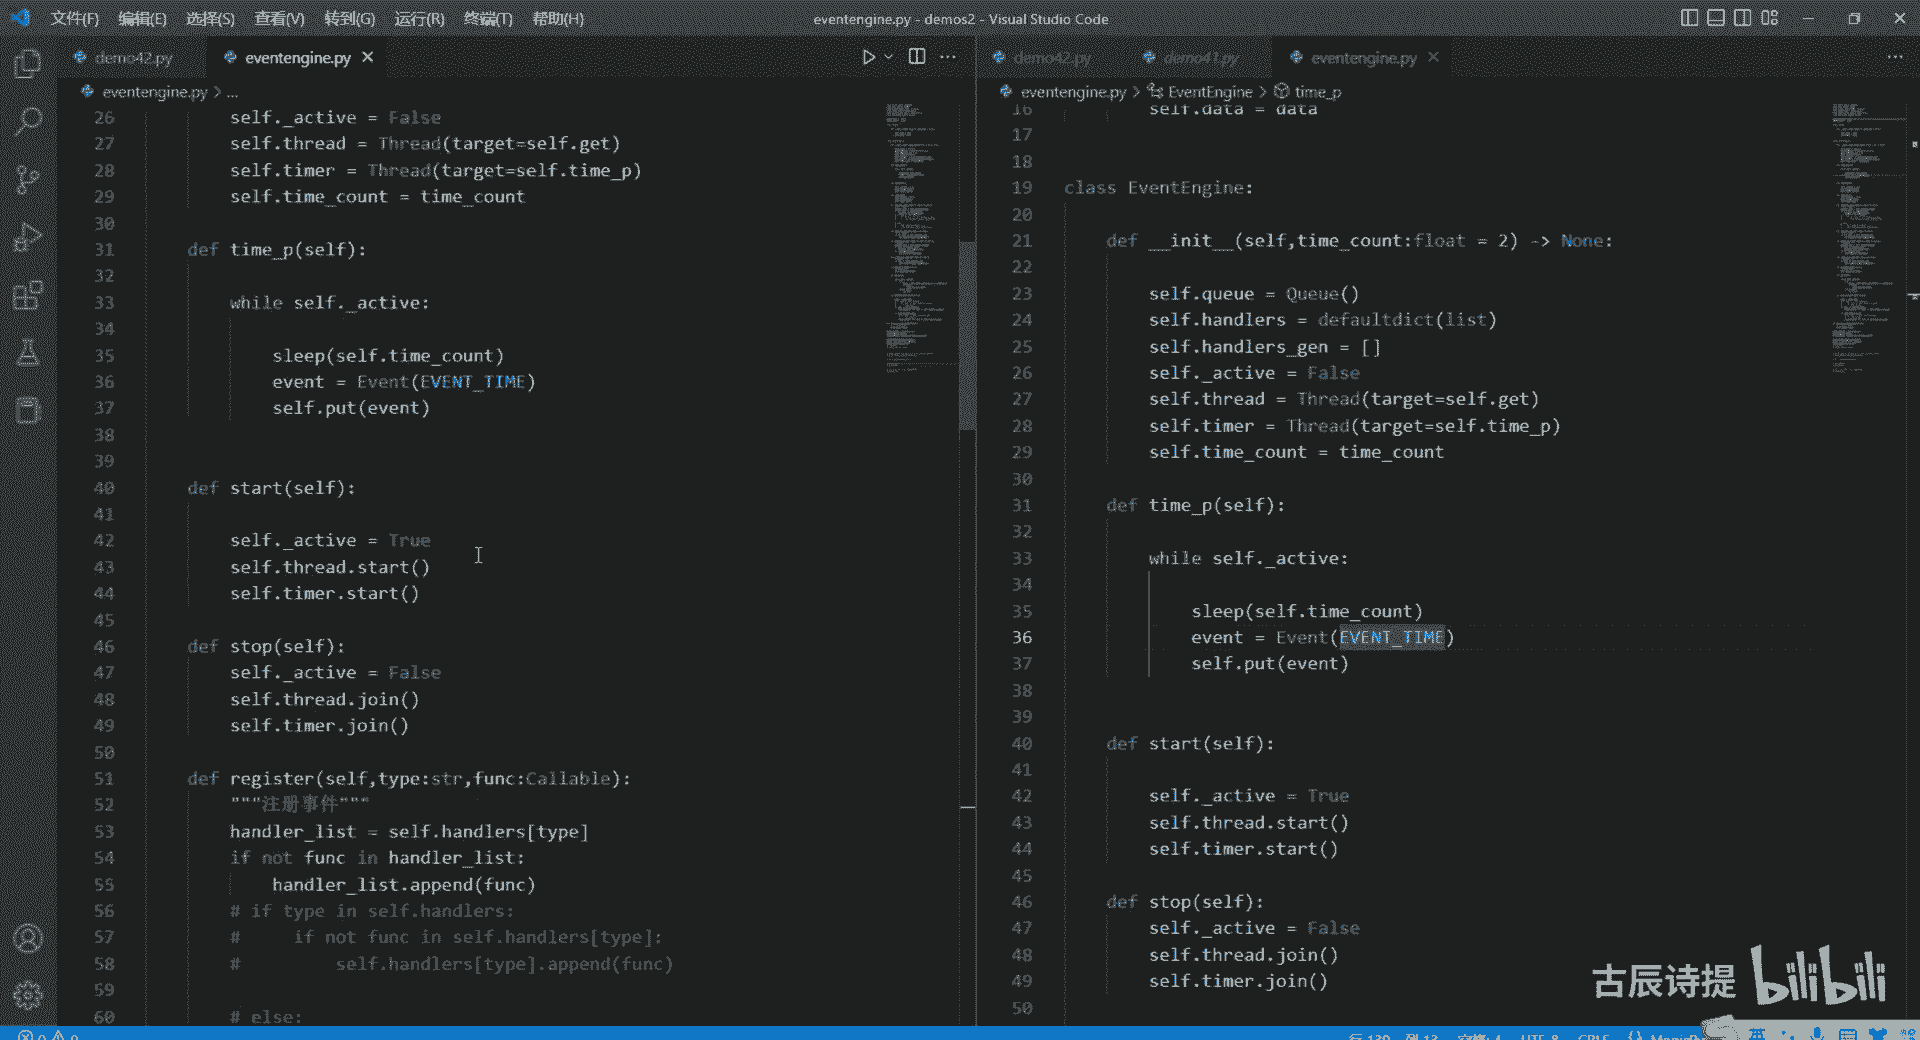 文件(F) 编辑(E) 选择(S) 查看(V) 转到(G) 运行(R) 终端(T) 帮助(H)
eventengine.py - demos2 - Visual Studio Code
demo42.py
eventengine.py
eventengine.py > ...
26 self._active = False
27 self.thread = Thread(target=self.get)
28 self.timer = Thread(target=self.time_p)
29 self.time_count = time_count
30
31 def time_p(self):
32
33 while self._active:
34
35 sleep(self.time_count)
36 event = Event(EVENT_TIME)
37 self.put(event)
38
39
40 def start(self):
41
42 self._active = True
43 self.thread.start()
44 self.timer.start()
45
46 def stop(self):
47 self._active = False
48 self.thread.join()
49 self.timer.join()
50
51 def register(self,type:str,func:Callable):
52 """注册事件"""
53 handler_list = self.handlers[type]
54 if not func in handler_list:
55 handler_list.append(func)
56 # if type in self.handlers:
57 # if not func in self.handlers[type]:
58 # self.handlers[type].append(func)
59
60 # else:
demo42.py
demo41.py
eventengine.py
eventengine.py > EventEngine > time_p
16 self.data = data
17
18
19 class EventEngine:
20
21 def __init__(self,time_count:float = 2) -> None:
22
23 self.queue = Queue()
24 self.handlers = defaultdict(list)
25 self.handlers_gen = []
26 self._active = False
27 self.thread = Thread(target=self.get)
28 self.timer = Thread(target=self.time_p)
29 self.time_count = time_count
30
31 def time_p(self):
32
33 while self._active:
34
35 sleep(self.time_count)
36 event = Event(EVENT_TIME)
37 self.put(event)
38
39
40 def start(self):
41
42 self._active = True
43 self.thread.start()
44 self.timer.start()
45
46 def stop(self):
47 self._active = False
48 self.thread.join()
49 self.timer.join()
50
古辰诗提 bilibili